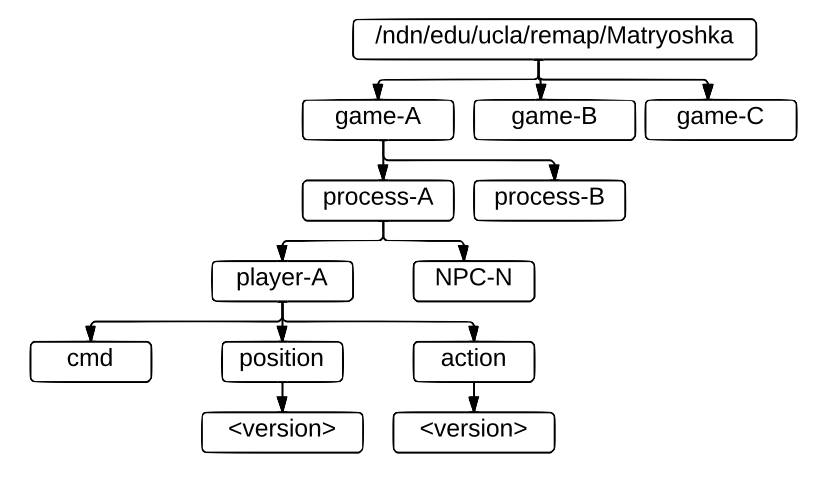 /ndn/edu/ucla/remap/Matryoshka
game-A
game-B
game-C
process-A
process-B
player-A
NPC-N
cmd
position
action
<version>
<version>